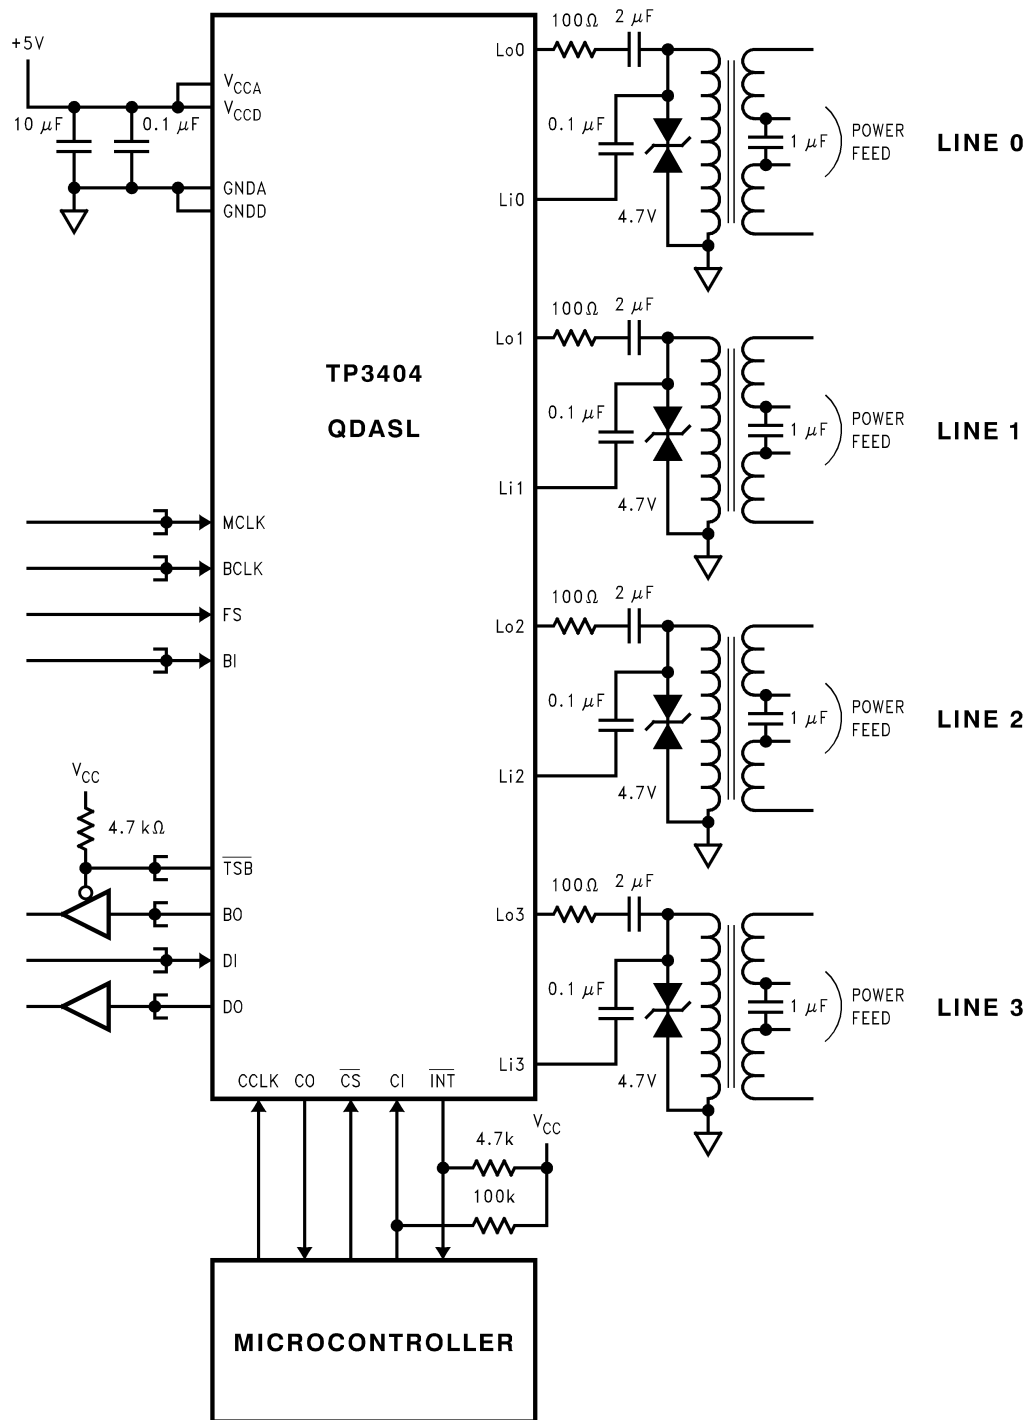 +5V
10 μF
0.1 μF
VCCA
VCCD
GNDA
GNDD
TP3404
QDASL
MCLK
BCLK
FS
BI
VCC
4.7 kΩ
TSB
BO
DI
DO
Lo0
100Ω
2 μF
0.1 μF
Li0
4.7V
1 μF
POWER
FEED
LINE 0
Lo1
100Ω
2 μF
0.1 μF
Li1
4.7V
1 μF
POWER
FEED
LINE 1
Lo2
100Ω
2 μF
0.1 μF
Li2
4.7V
1 μF
POWER
FEED
LINE 2
Lo3
100Ω
2 μF
0.1 μF
Li3
4.7V
1 μF
POWER
FEED
LINE 3
CCLK CO CS CI INT
VCC
4.7k
100k
MICROCONTROLLER